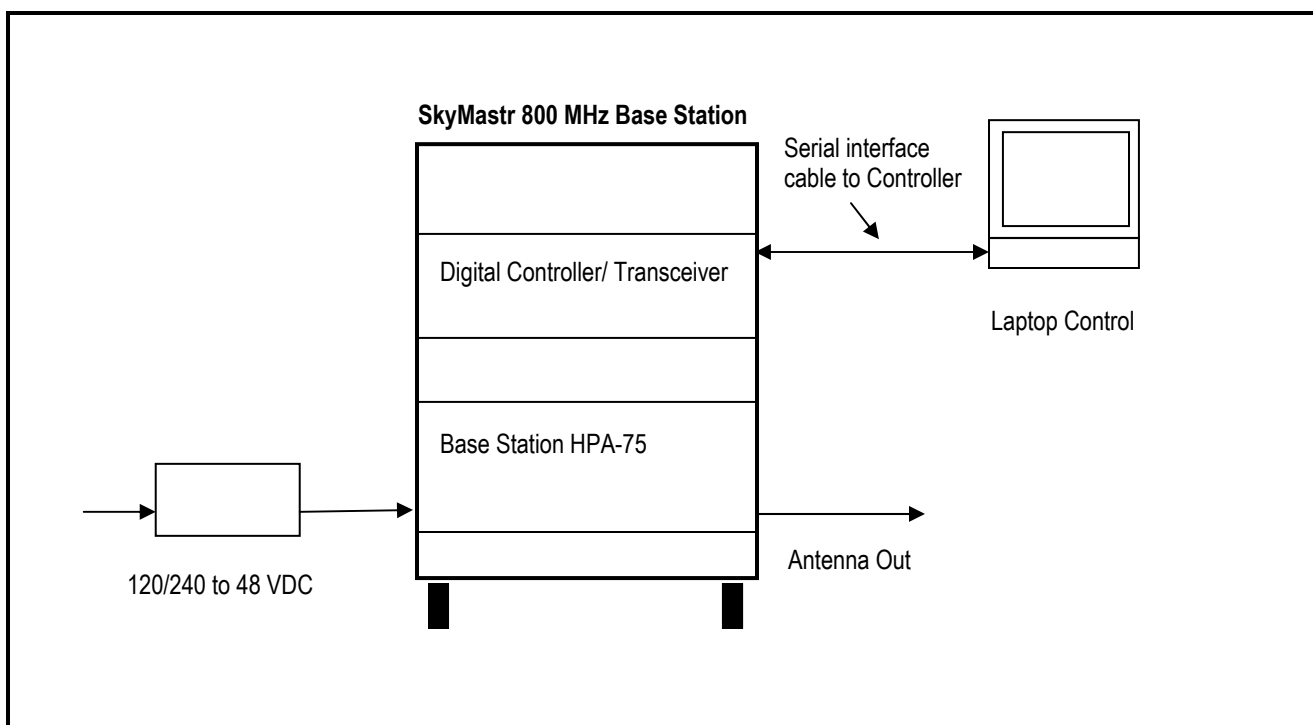 SkyMastr 800 MHz Base Station
Serial interface
cable to Controller
Digital Controller/ Transceiver
Laptop Control
Base Station HPA-75
Antenna Out
120/240 to 48 VDC